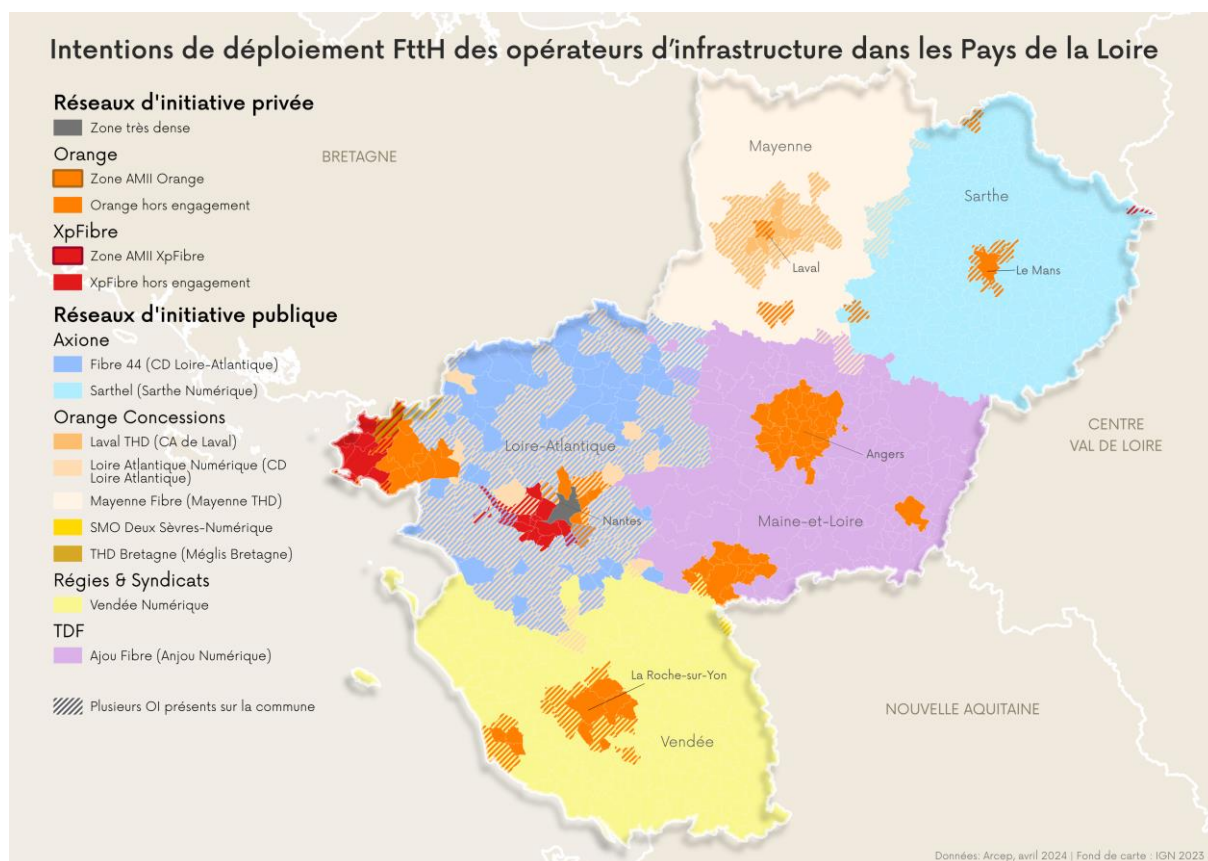 Intentions de déploiement FttH des opérateurs d'infrastructure dans les Pays de la Loire
Réseaux d'initiative privée
Zone très dense
Orange
Zone AMII Orange
Orange hors engagement
XpFibre
Zone AMII XpFibre
XpFibre hors engagement
Réseaux d'initiative publique
Axione
Fibre 44 (CD Loire-Atlantique)
Sarthel (Sarthe Numérique)
Orange Concessions
Laval THD (CA de Laval)
Loire Atlantique Numérique (CD
Loire Atlantique)
Mayenne Fibre (Mayenne THD)
SMO Deux Sèvres-Numérique
THD Bretagne (Méglis Bretagne)
Régies & Syndicats
Vendée Numérique
TDF
Ajou Fibre (Anjou Numérique)
Plusieurs OI présents sur la commune
BRETAGNE
Mayenne
Sarthe
Laval
Le Mans
Loire-Atlantique
Angers
CENTRE
VAL DE LOIRE
Nantes
Maine-et-Loire
La Roche-sur-Yon
Vendée
NOUVELLE AQUITAINE
Données: Arcep, avril 2024 | Fond de carte : IGN 2023